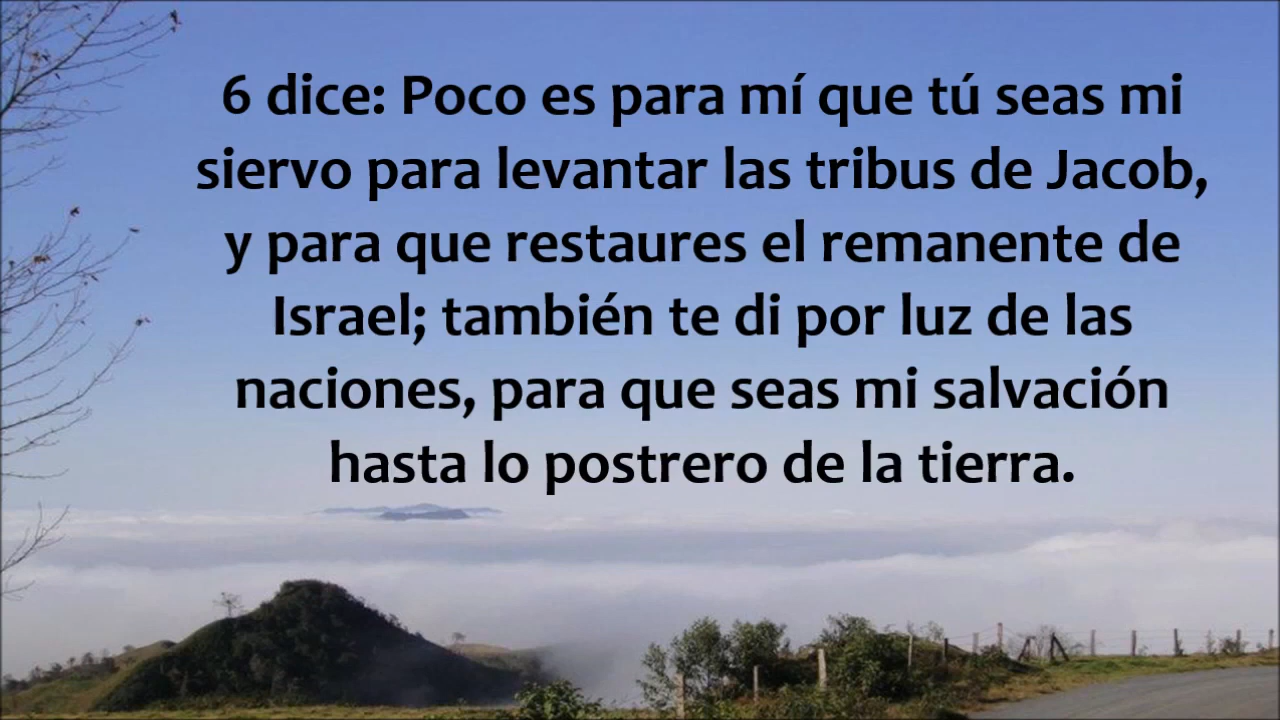 6 dice: Poco es para mí que tú seas mi
siervo para levantar las tribus de Jacob,
y para que restaures el remanente de
Israel; también te di por luz de las
naciones, para que seas mi salvación
hasta lo postrero de la tierra.